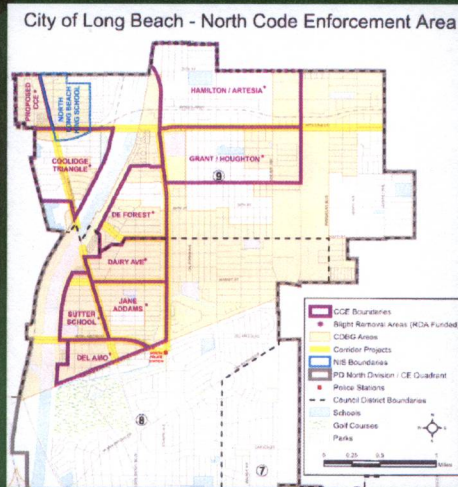 City of Long Beach - North Code Enforcement Area
PROPOSED
CCE*
NORTH
LONG BEACH
KING SCHOOL
HAMILTON / ARTESIA*
COOLIDGE
TRIANGLE*
GRANT / HOUGHTON*
9
DE FOREST*
DAIRY AVE*
SUTTER
SCHOOL
JANE
ADDAMS*
DEL AMO
8
7
CCE Boundaries
Blight Removal Areas (RDA Funded)
CDBG Areas
Corridor Projects
NIS Boundaries
PD North Division / CE Quadrant
Police Stations
Council District Boundaries
Schools
Golf Courses
Parks
0 0.25 0.5 1
Miles